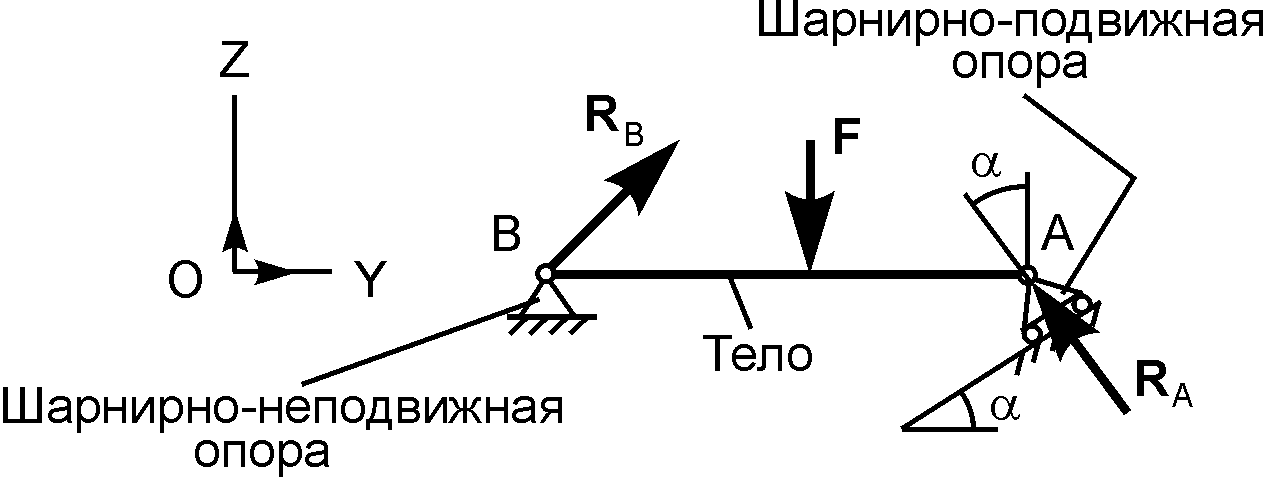 Шарнирно-подвижная
опора
Z
R_B
F
α
B
A
O
Y
Тело
R_A
Шарнирно-неподвижная
опора
α